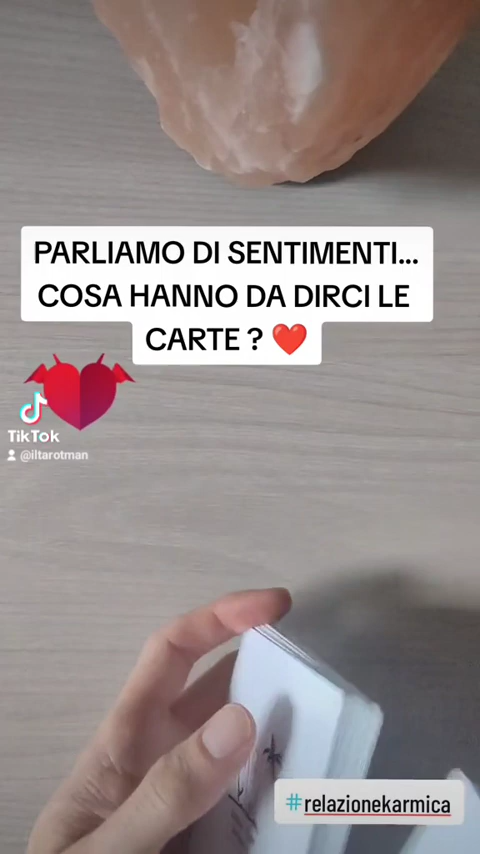 PARLIAMO DI SENTIMENTI...
COSA HANNO DA DIRCI LE
CARTE ? ❤️
TikTok
@iltarotman
#relazionekarmica